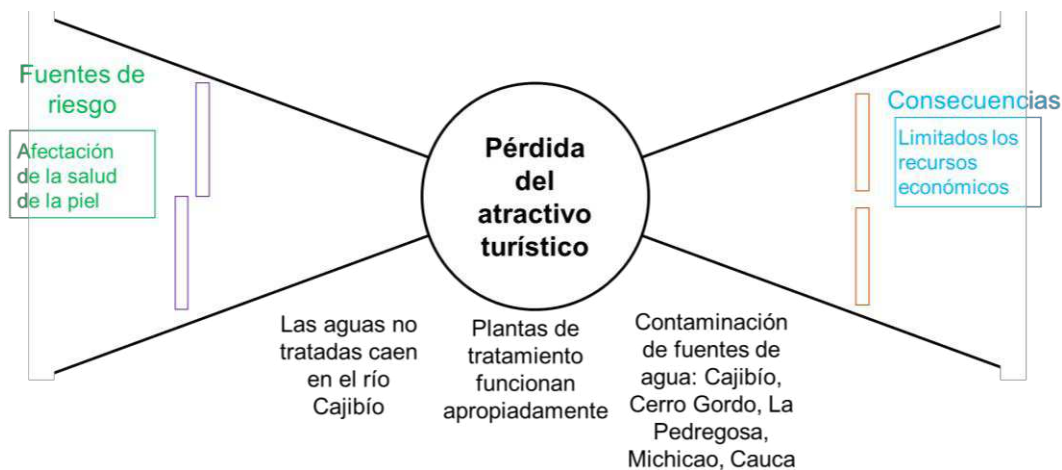 Fuentes de
riesgo
Afectación
de la salud
de la piel
Pérdida
del
atractivo
turístico
Consecuencias
Limitados los
recursos
económicos
Las aguas no
tratadas caen
en el río
Cajibío
Plantas de
tratamiento
funcionan
apropiadamente
Contaminación
de fuentes de
agua: Cajibío,
Cerro Gordo, La
Pedregosa,
Michicao, Cauca